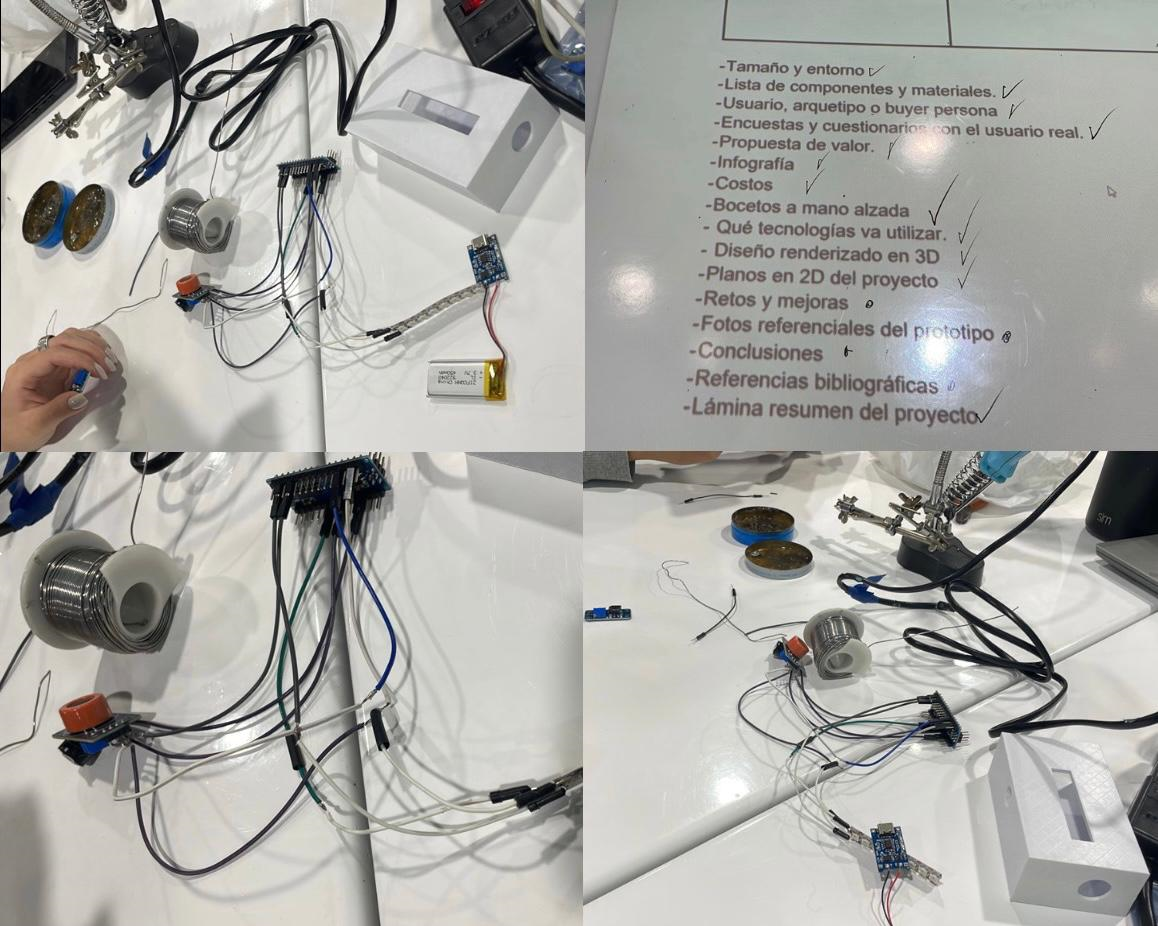 -Tamaño y entorno
-Lista de componentes y materiales.
-Usuario, arquetipo o buyer persona
-Encuestas y cuestionarios con el usuario real.
-Propuesta de valor.
-Infografía
-Costos
-Bocetos a mano alzada
- Qué tecnologías va utilizar.
- Diseño renderizado en 3D
-Planos en 2D del proyecto
-Retos y mejoras
-Fotos referenciales del prototipo
-Conclusiones
-Referencias bibliográficas
-Lámina resumen del proyecto
sim